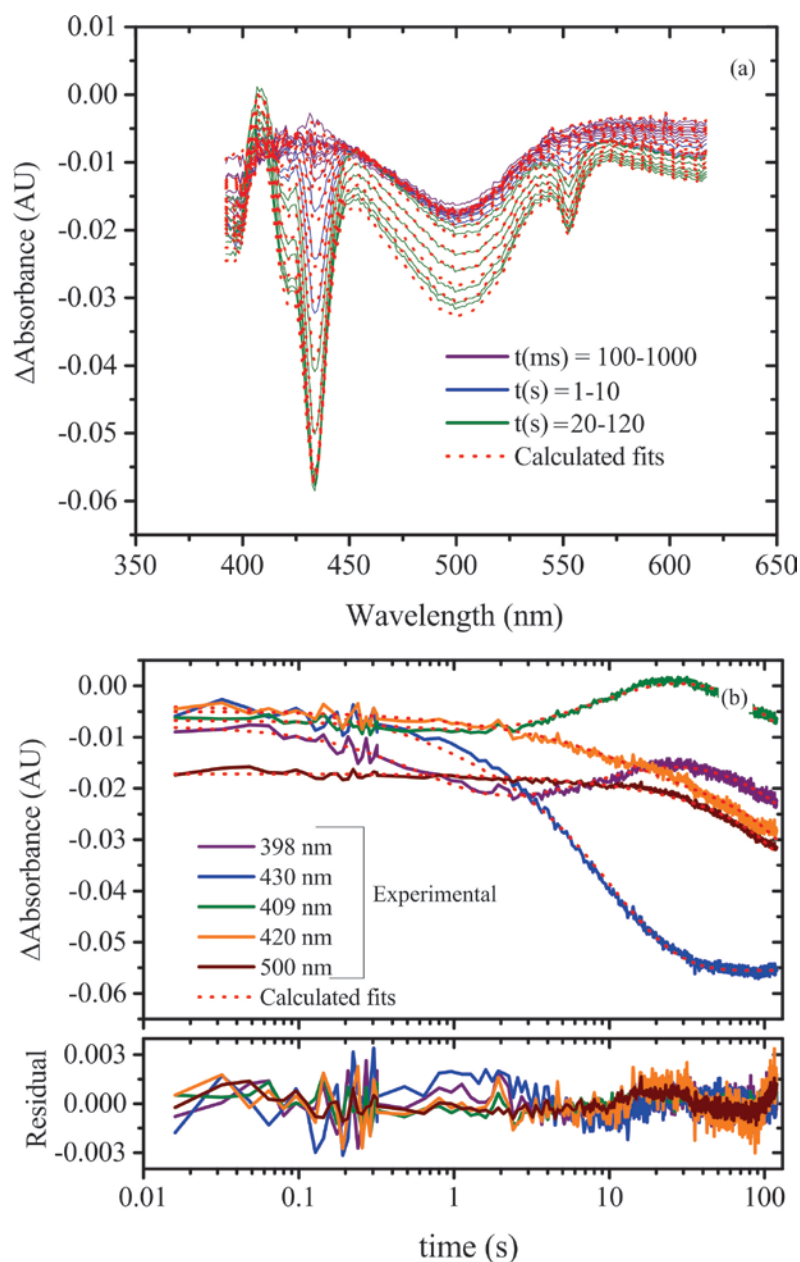 0.01
(a)
0.00
-0.01
-0.02
-0.03
-0.04
-0.05
-0.06
ΔAbsorbance (AU)
t(ms) = 100-1000
t(s) =1-10
t(s) =20-120
Calculated fits
350 400 450 500 550 600 650
Wavelength (nm)
0.00
(b)
-0.01
-0.02
-0.03
-0.04
-0.05
-0.06
ΔAbsorbance (AU)
398 nm
430 nm
409 nm
420 nm
500 nm
Experimental
Calculated fits
0.003
0.000
-0.003
Residual
0.01 0.1 1 10 100
time (s)